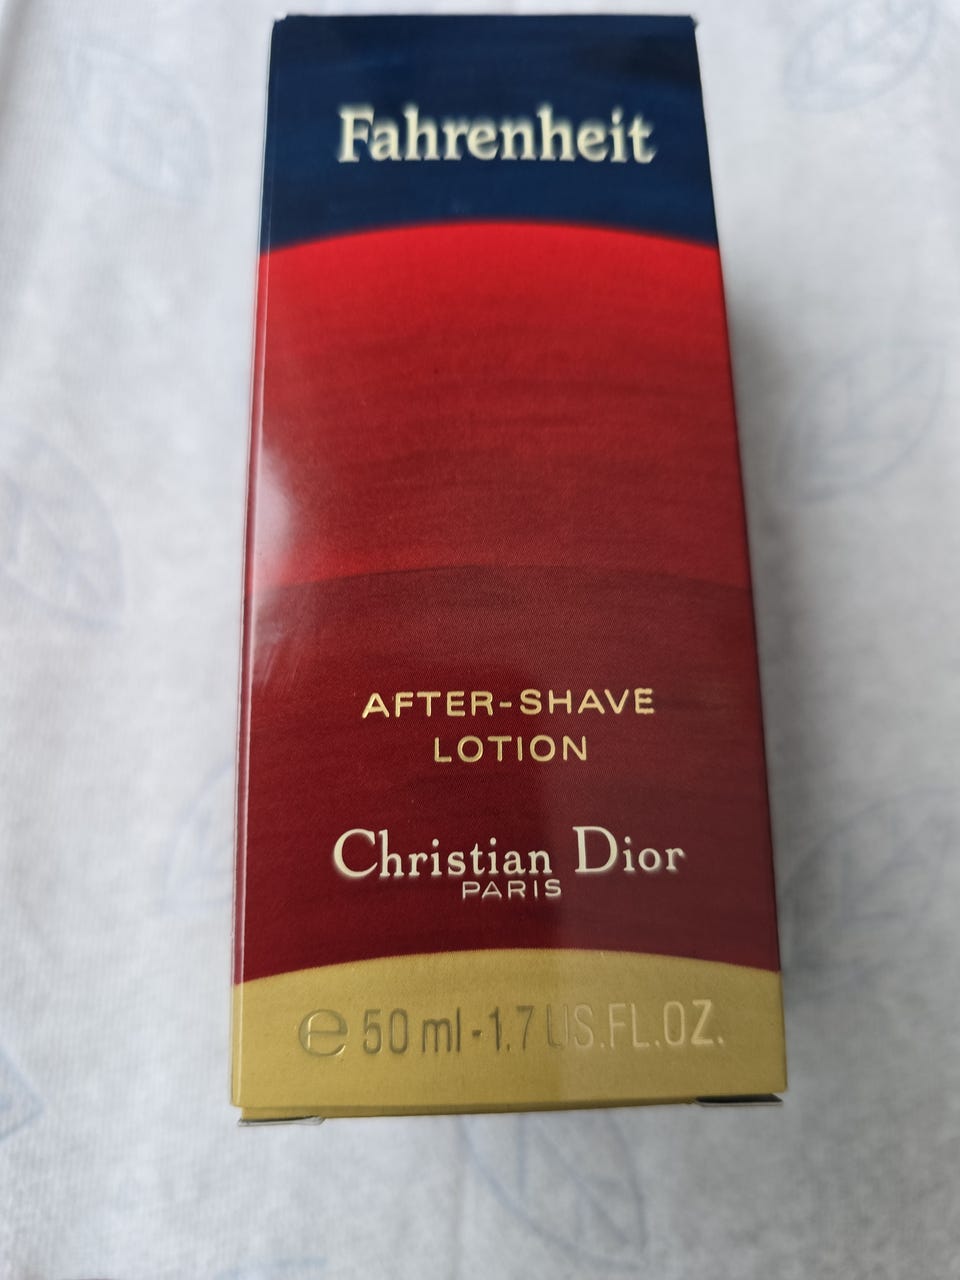 Fahrenheit
AFTER-SHAVE
LOTION
Christian Dior
PARIS
℮ 50 ml - 1.7 US.FL.OZ.